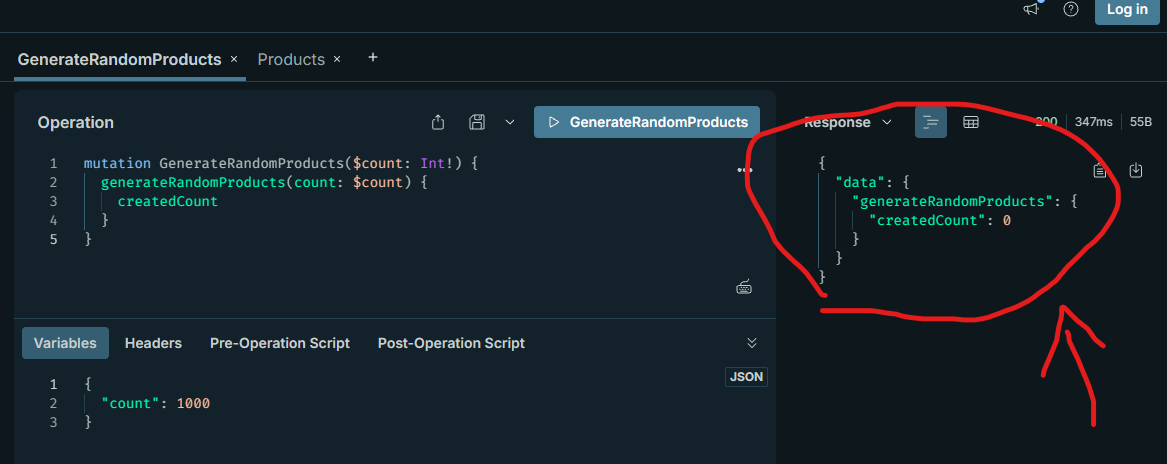 Log in
GenerateRandomProducts × Products × +
Operation
GenerateRandomProducts
1 mutation GenerateRandomProducts($count: Int!) {
2 generateRandomProducts(count: $count) {
3 createdCount
4 }
5 }
Response
200 347ms 55B
{
"data": {
"generateRandomProducts": {
"createdCount": 0
}
}
}
Variables Headers Pre-Operation Script Post-Operation Script
JSON
1 {
2 "count": 1000
3 }